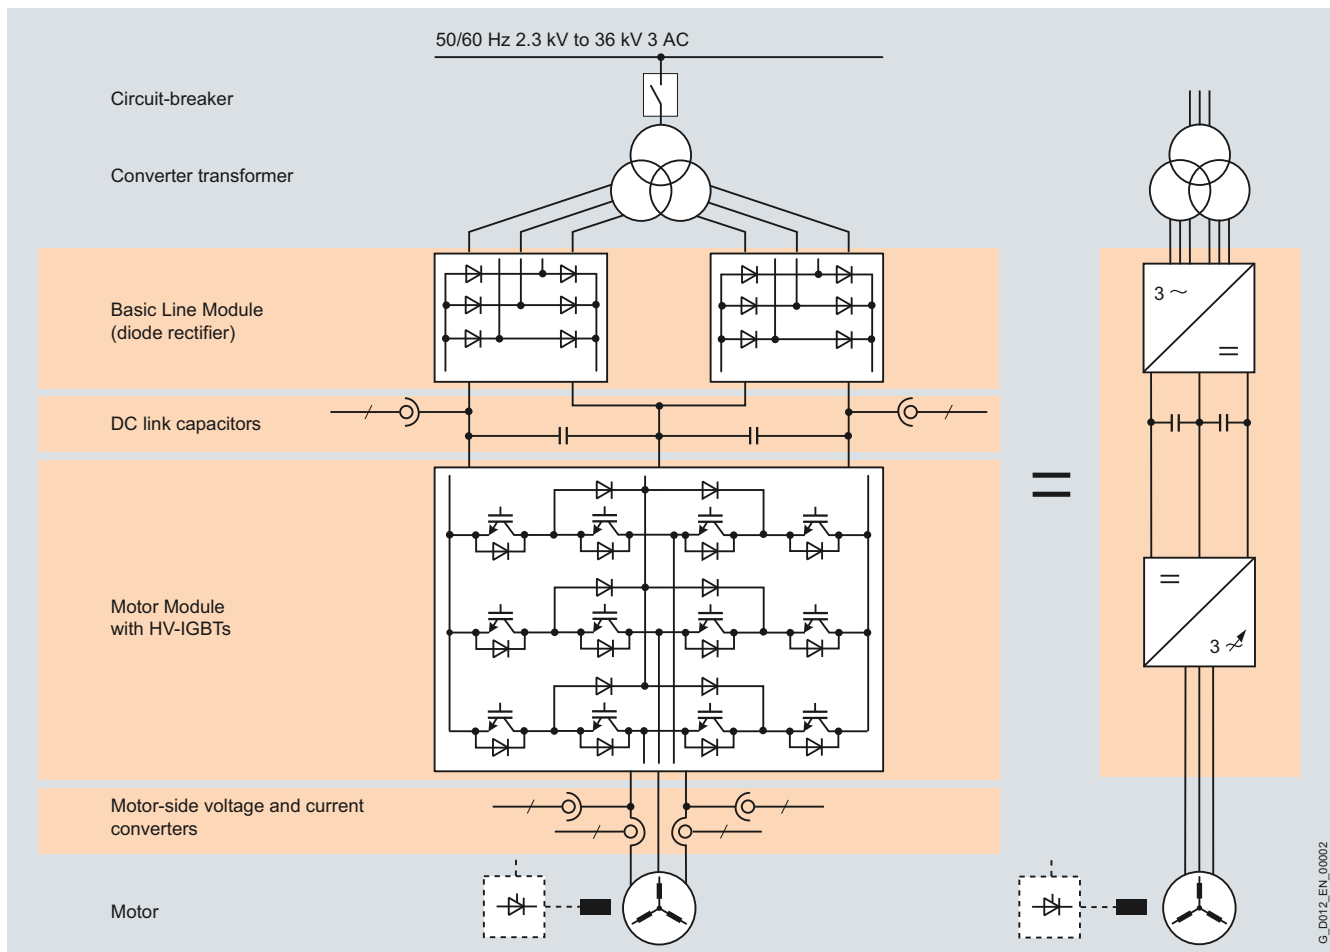 50/60 Hz 2.3 kV to 36 kV 3 AC
Circuit-breaker
Converter transformer
Basic Line Module
(diode rectifier)
3 ~
=
DC link capacitors
=
Motor Module
with HV-IGBTs
=
3 ~
Motor-side voltage and current
converters
Motor
G_D012_EN_00002